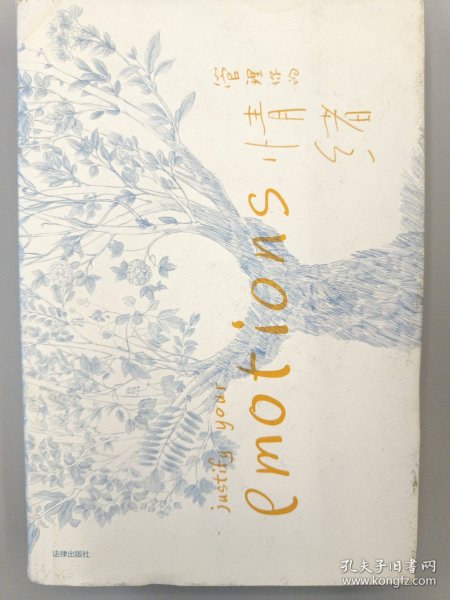 管理你的
情绪
justify your
emotions
法律出版社
孔夫子旧书网
www.kongfz.com